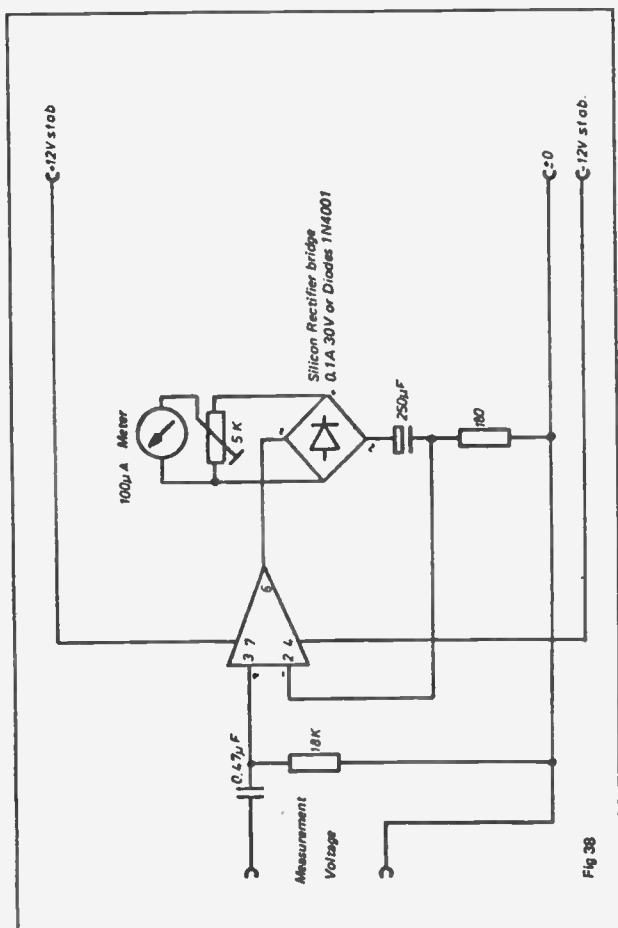 +12V stab
100µA Meter
5 K
Silicon Rectifier bridge
0.1A 30V or Diodes 1N4001
~
+
~
250µF
180
6
3 7
2 4
+
-
0.47µF
18K
Measurement
Voltage
±0
-12V stab.
Fig 38